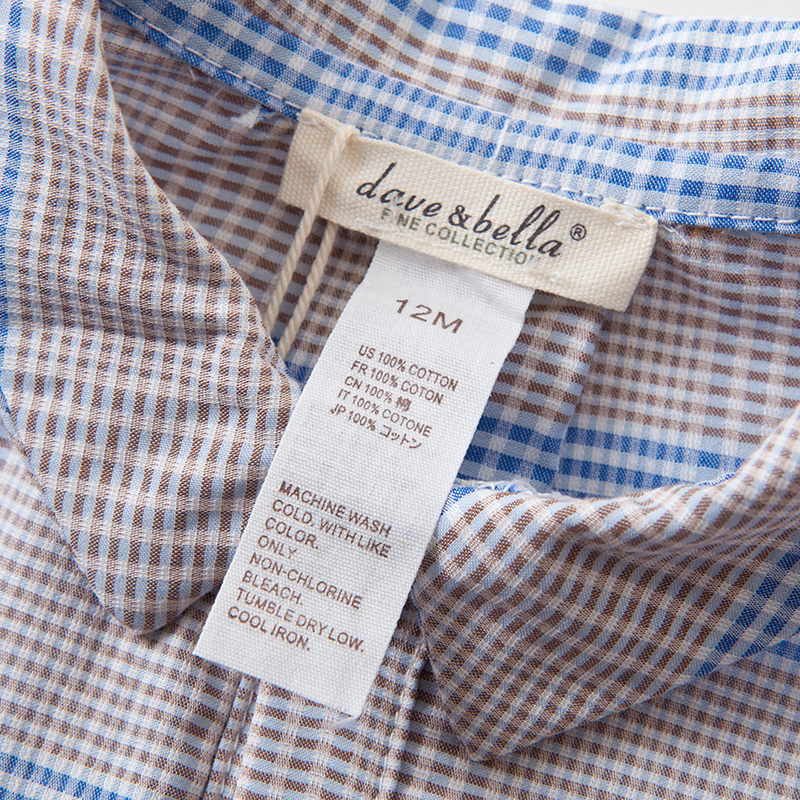 dave & bella®
FINE COLLECTION
12M
US 100% COTTON
FR 100% COTON
CN 100% 棉
IT 100% COTONE
JP 100% コットン
MACHINE WASH
COLD. WITH LIKE
COLOR.
ONLY
NON-CHLORINE
BLEACH.
TUMBLE DRY LOW.
COOL IRON.